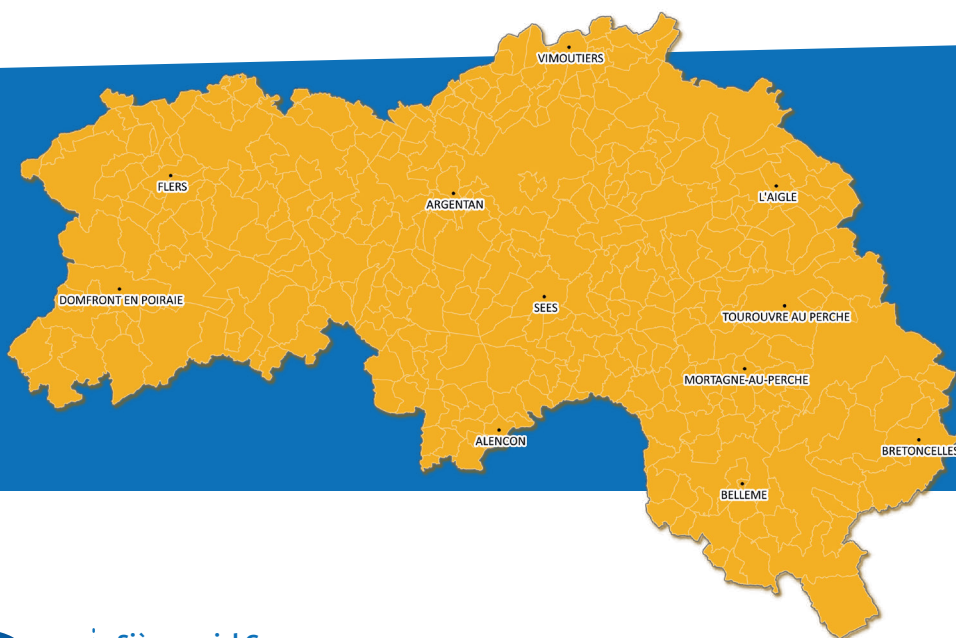 VIMOUTIERS
FLERS
L'AIGLE
ARGENTAN
DOMFRONT EN POIRAIE
SEES
TOUROUVRE AU PERCHE
MORTAGNE-AU-PERCHE
ALENCON
BRETONCELLES
BELLEME